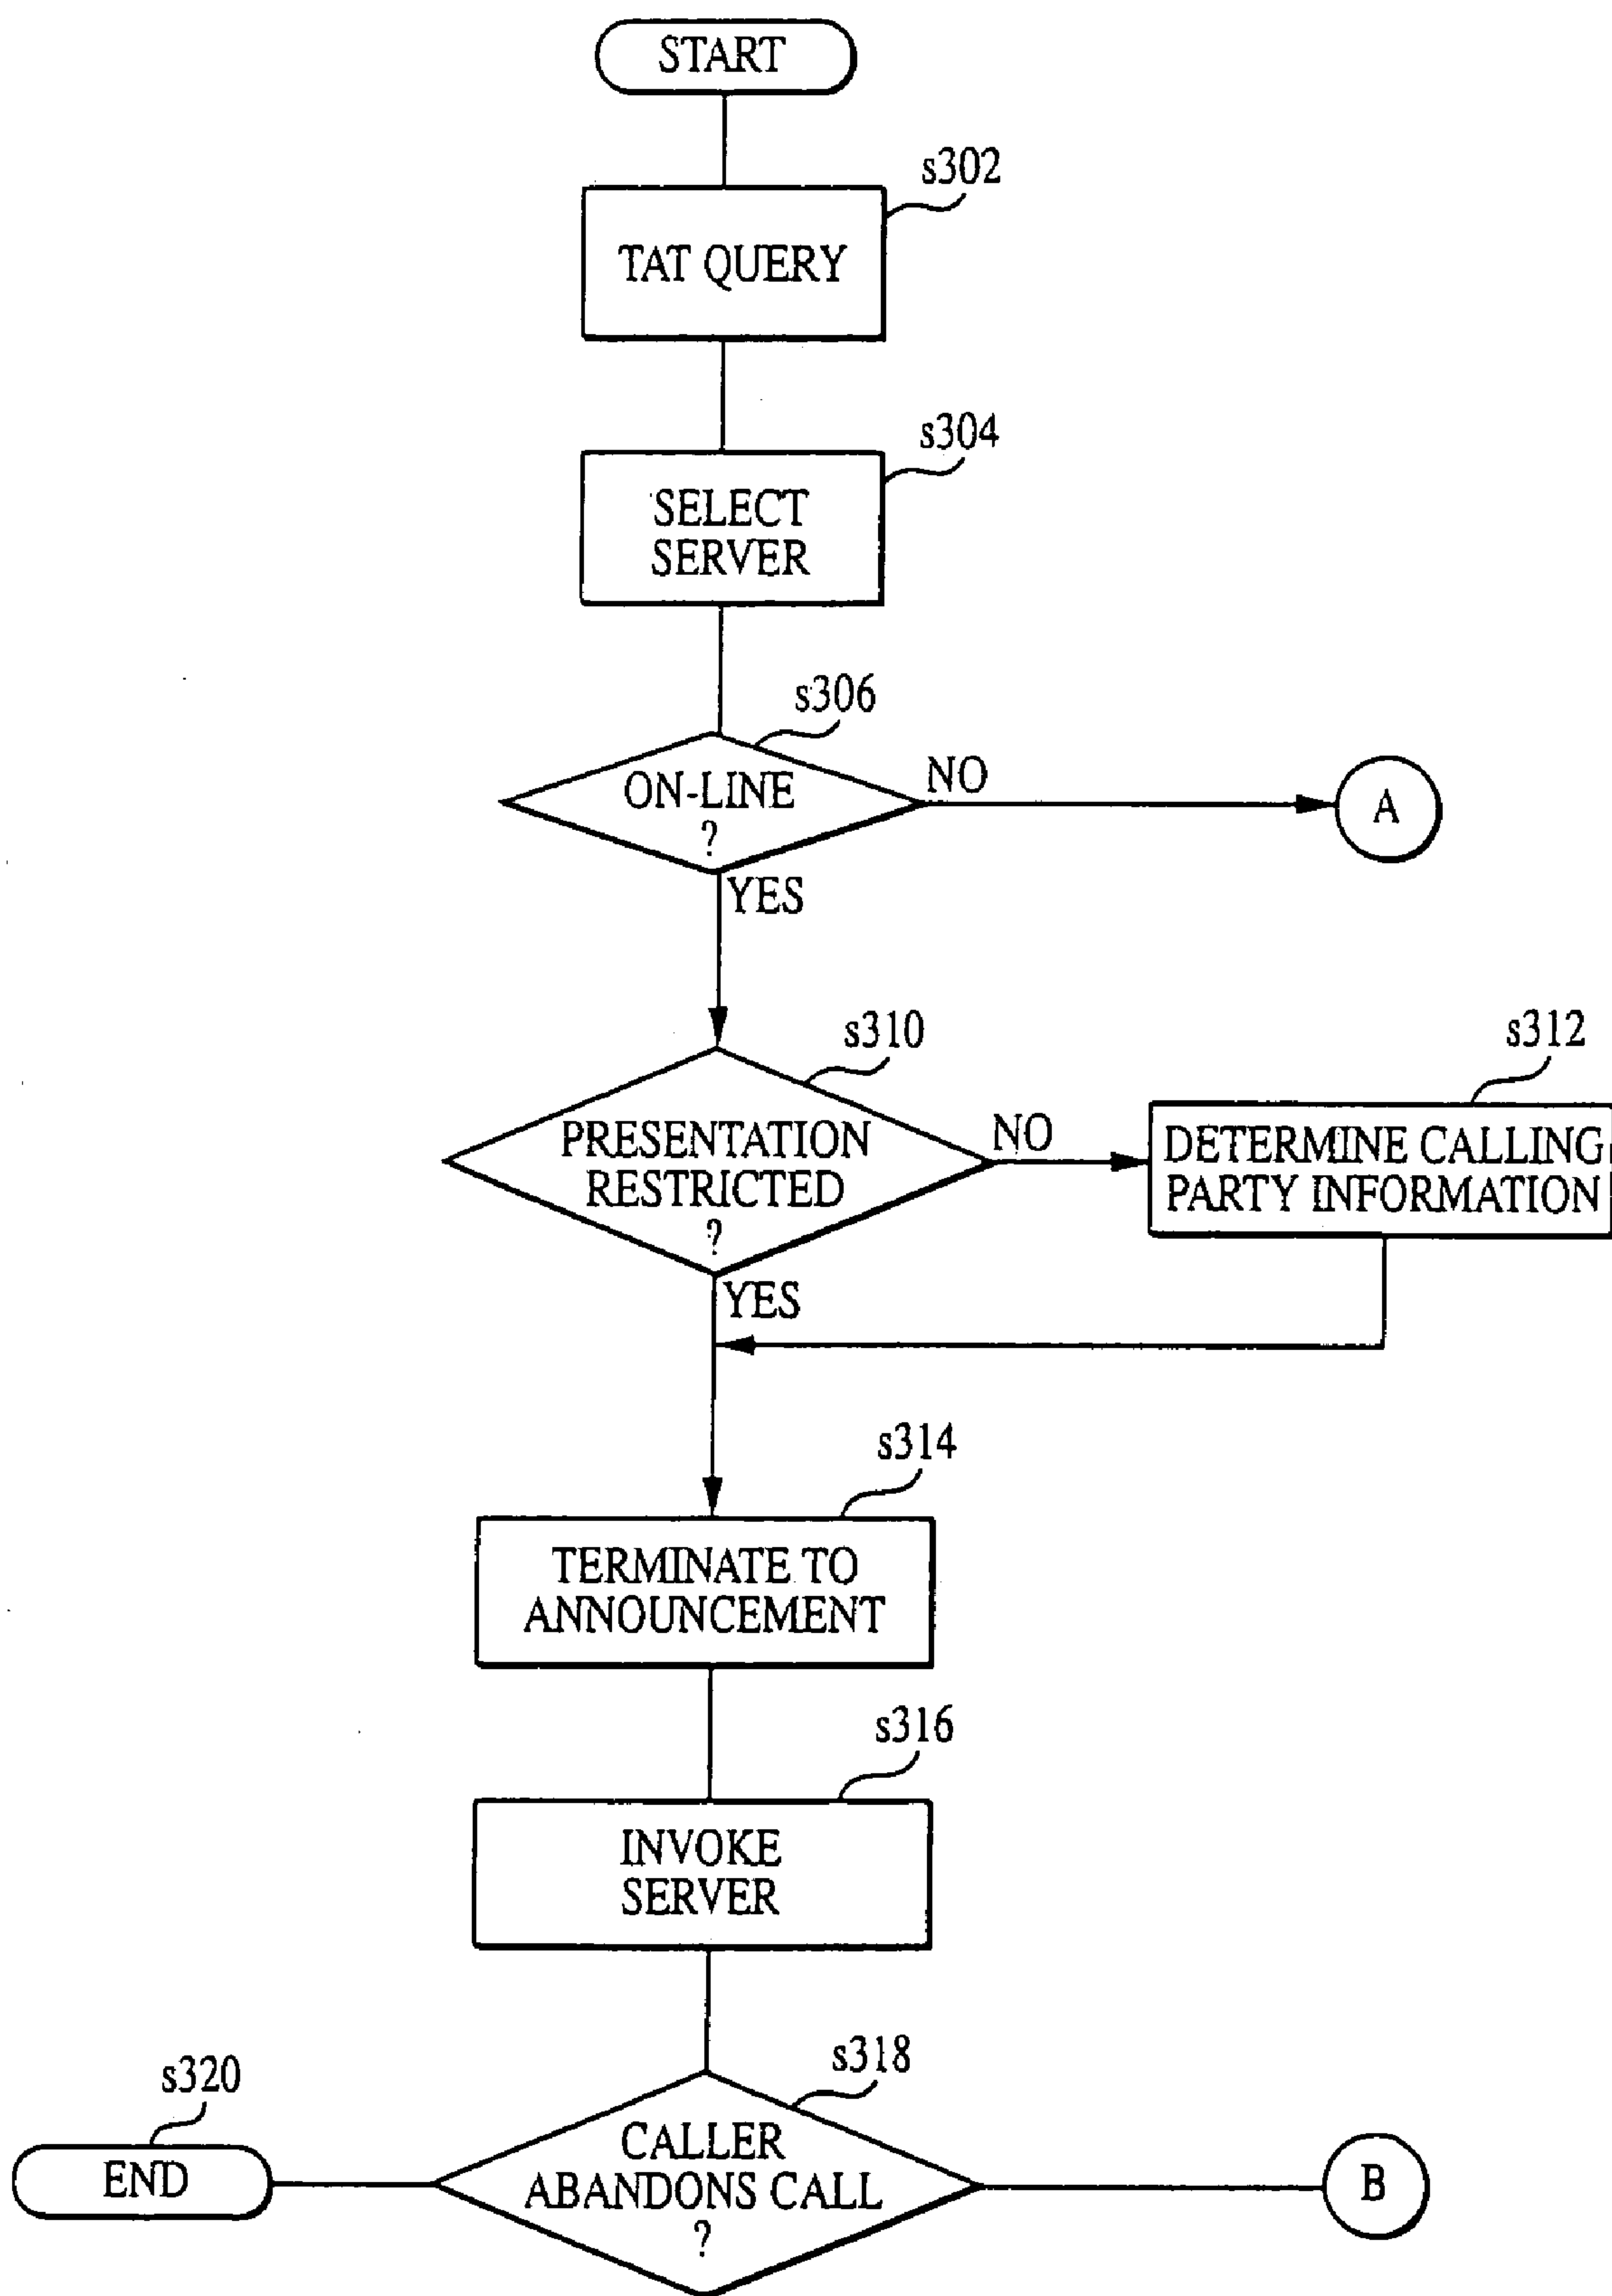 START
s302
TAT QUERY
s304
SELECT
SERVER
s306
ON-LINE
?
NO
A
YES
s310
PRESENTATION
RESTRICTED
?
NO
s312
DETERMINE CALLING
PARTY INFORMATION
YES
s314
TERMINATE TO
ANNOUNCEMENT
s316
INVOKE
SERVER
s318
CALLER
ABANDONS CALL
?
s320
END
B